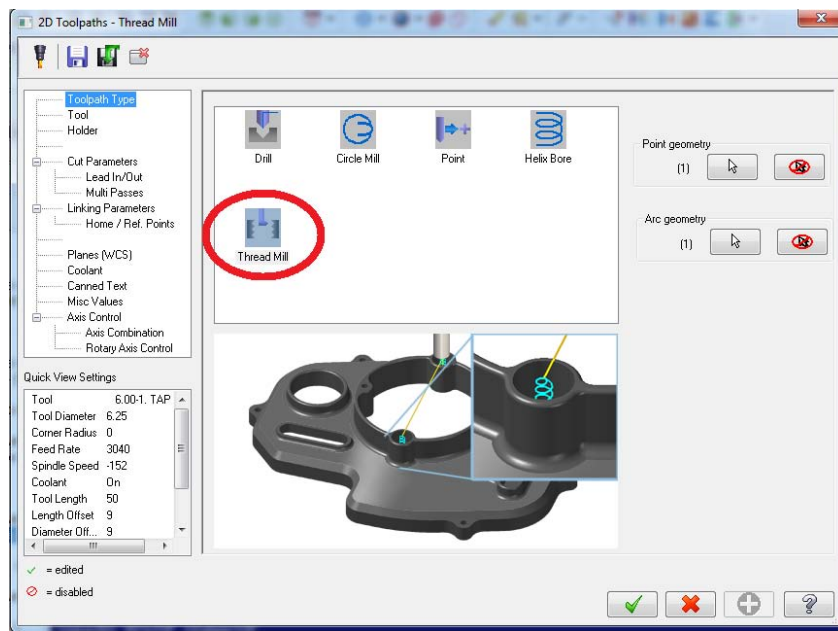 2D Toolpaths - Thread Mill
Toolpath Type
Tool
Holder
Cut Parameters
Lead In/Out
Multi Passes
Linking Parameters
Home / Ref. Points
Planes (WCS)
Coolant
Canned Text
Misc Values
Axis Control
Axis Combination
Rotary Axis Control
Drill
Circle Mill
Point
Helix Bore
Thread Mill
Point geometry
(1)
Arc geometry
(1)
Quick View Settings
Tool 6.00-1. TAP
Tool Diameter 6.25
Corner Radius 0
Feed Rate 3040
Spindle Speed -152
Coolant On
Tool Length 50
Length Offset 9
Diameter Off... 9
= edited
= disabled